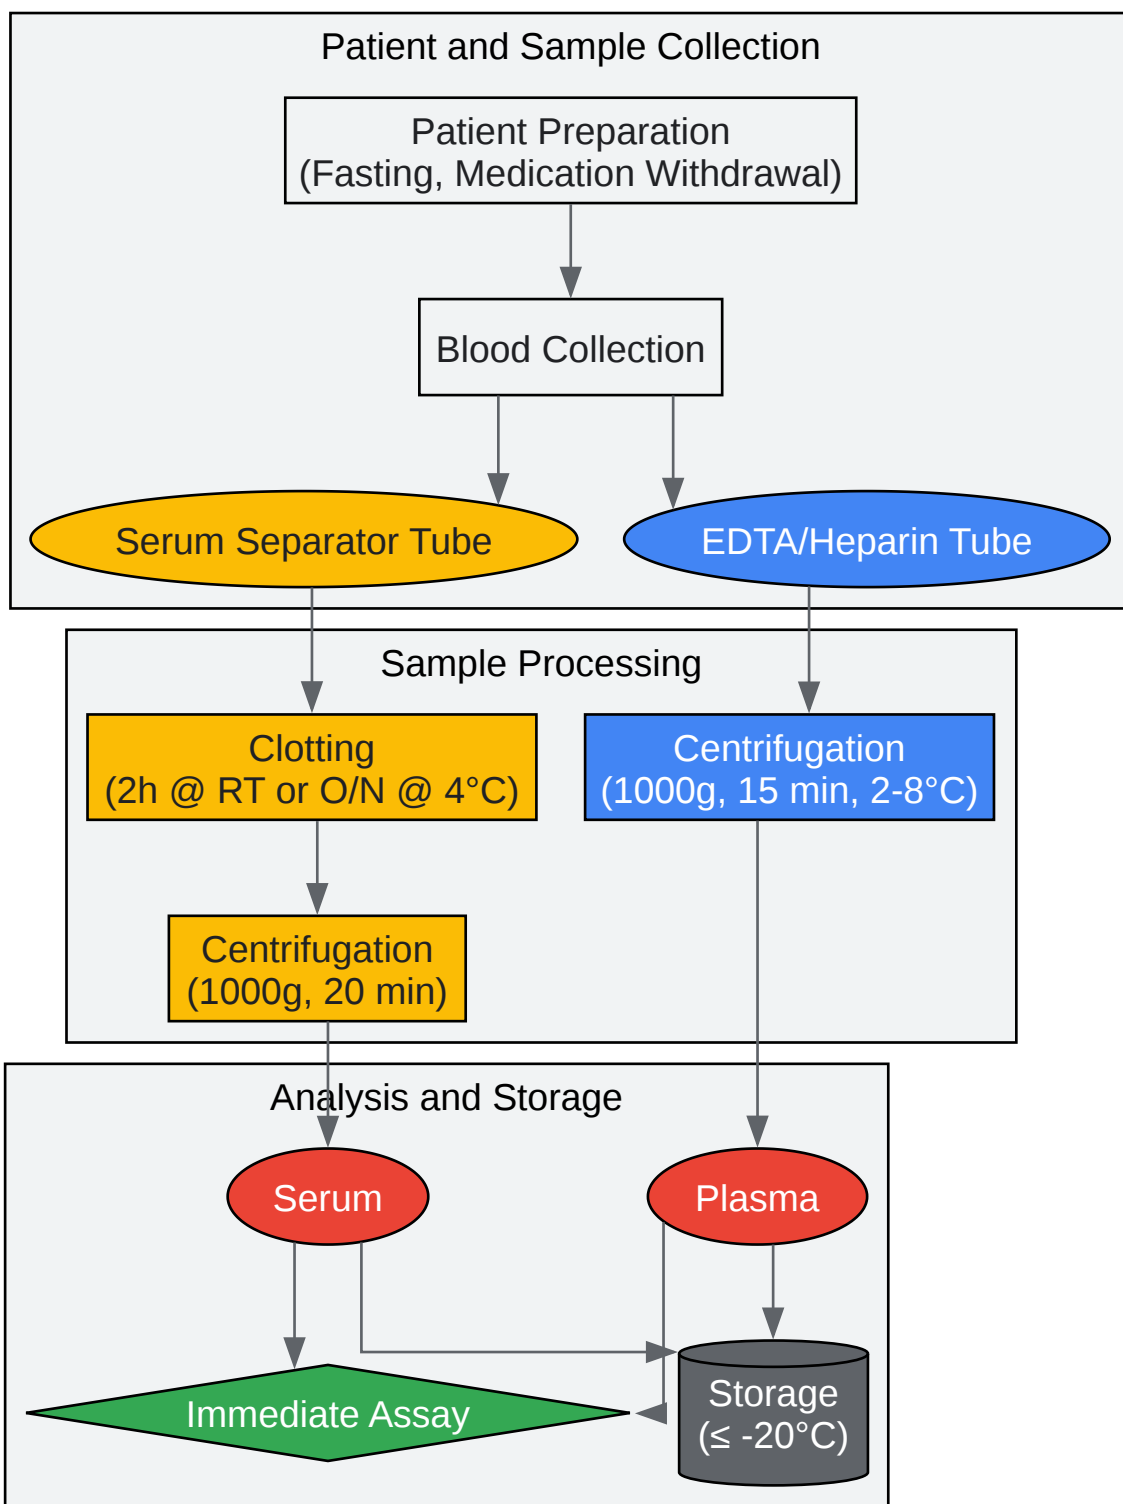 Patient and Sample Collection
Patient Preparation
(Fasting, Medication Withdrawal)
Blood Collection
Serum Separator Tube
EDTA/Heparin Tube
Sample Processing
Clotting
(2h @ RT or O/N @ 4°C)
Centrifugation
(1000g, 15 min, 2-8°C)
Centrifugation
(1000g, 20 min)
Analysis and Storage
Serum
Plasma
Immediate Assay
Storage
(≤ -20°C)